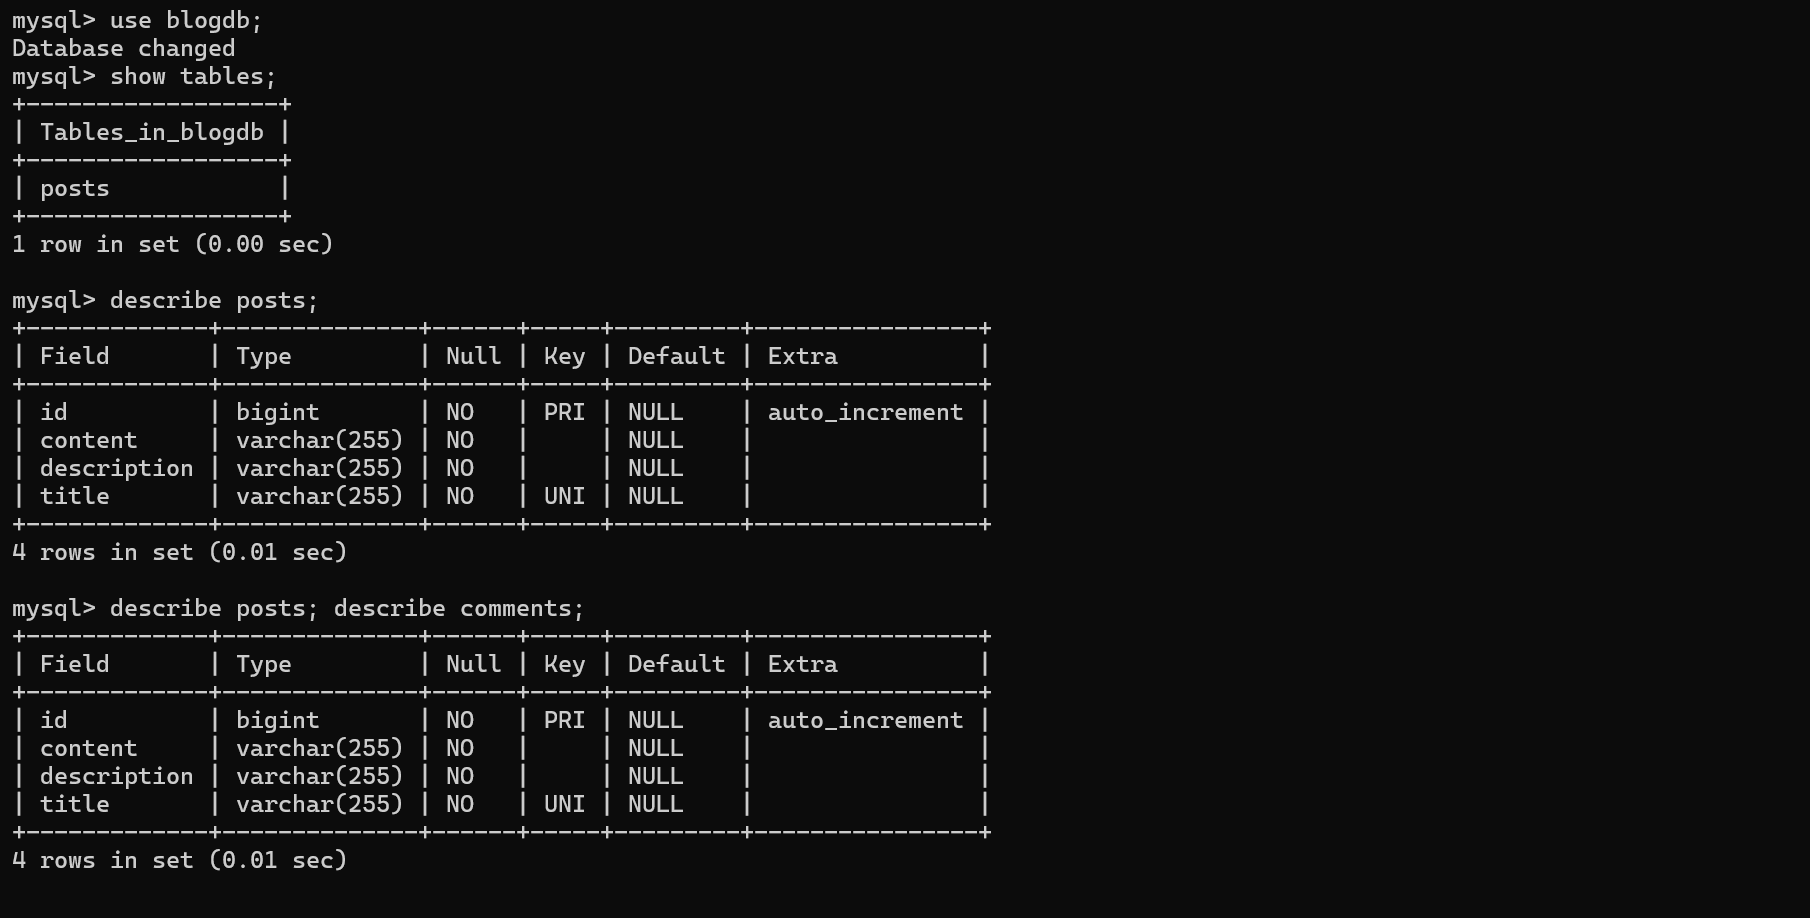 mysql> use blogdb;
Database changed
mysql> show tables;
+------------------+
| Tables_in_blogdb |
+------------------+
| posts            |
+------------------+
1 row in set (0.00 sec)

mysql> describe posts;
+-------------+--------------+------+-----+---------+----------------+
| Field       | Type         | Null | Key | Default | Extra          |
+-------------+--------------+------+-----+---------+----------------+
| id          | bigint       | NO   | PRI | NULL    | auto_increment |
| content     | varchar(255) | NO   |     | NULL    |                |
| description | varchar(255) | NO   |     | NULL    |                |
| title       | varchar(255) | NO   | UNI | NULL    |                |
+-------------+--------------+------+-----+---------+----------------+
4 rows in set (0.01 sec)

mysql> describe posts; describe comments;
+-------------+--------------+------+-----+---------+----------------+
| Field       | Type         | Null | Key | Default | Extra          |
+-------------+--------------+------+-----+---------+----------------+
| id          | bigint       | NO   | PRI | NULL    | auto_increment |
| content     | varchar(255) | NO   |     | NULL    |                |
| description | varchar(255) | NO   |     | NULL    |                |
| title       | varchar(255) | NO   | UNI | NULL    |                |
+-------------+--------------+------+-----+---------+----------------+
4 rows in set (0.01 sec)